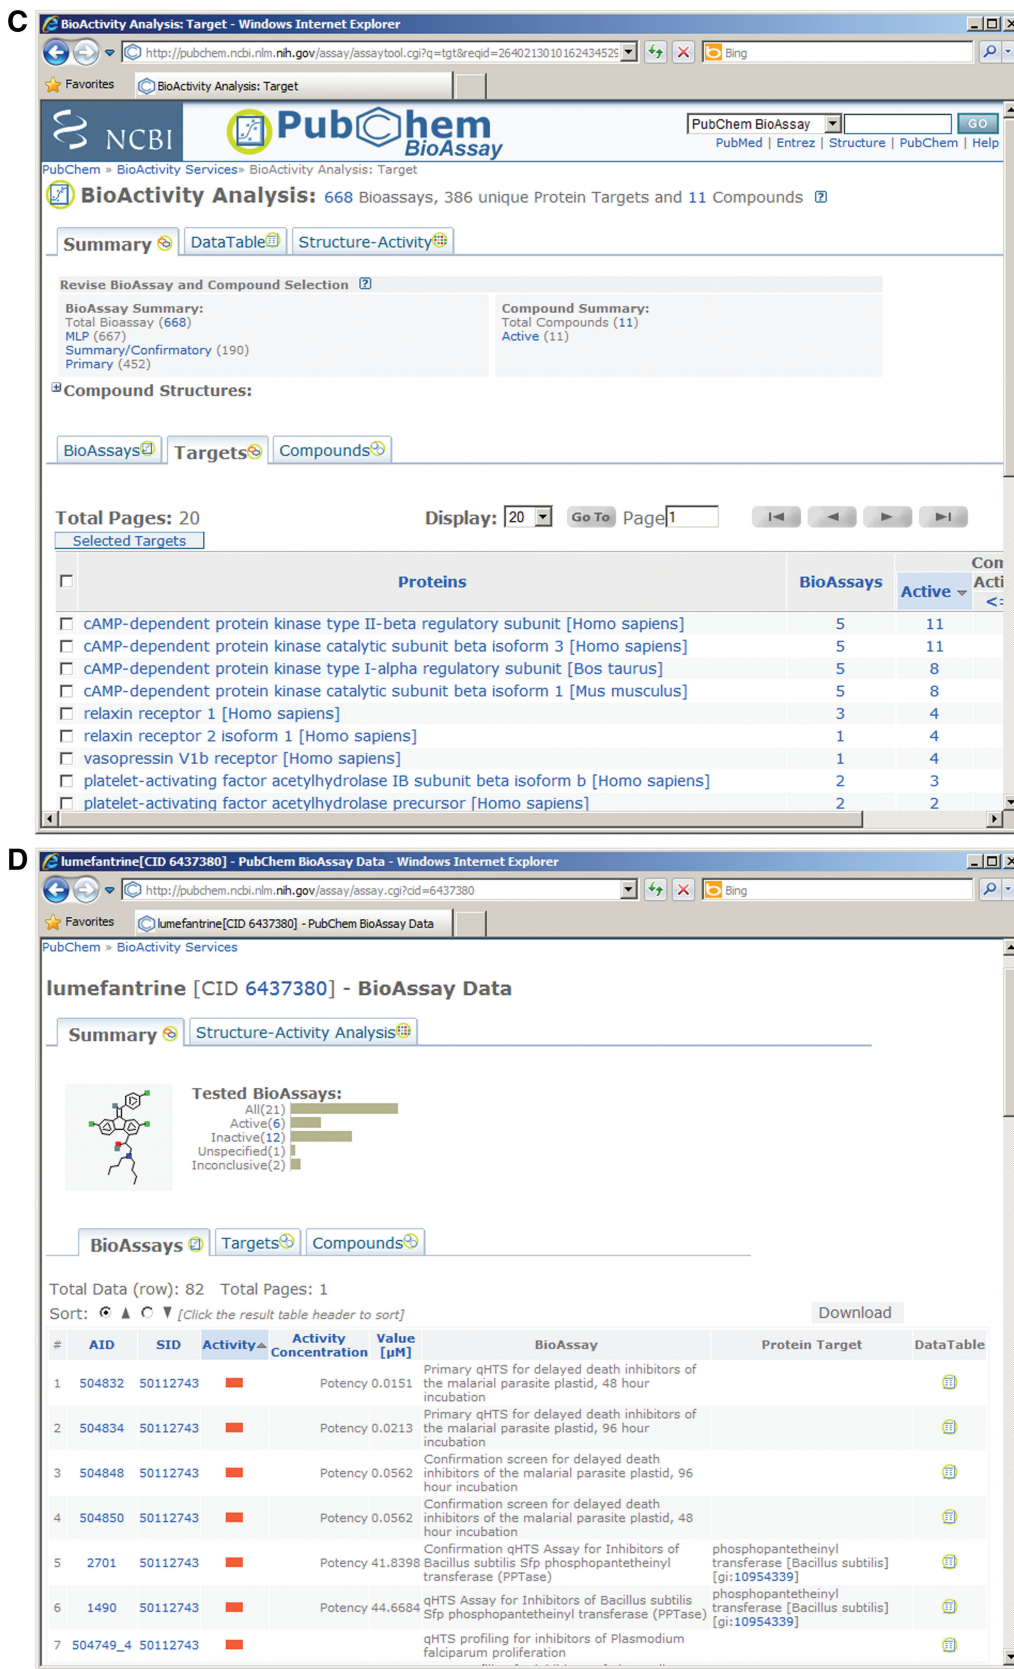 C
BioActivity Analysis: Target - Windows Internet Explorer
http://pubchem.ncbi.nlm.nih.gov/assay/assaytool.cgi?q=tgt&reqid=2640213010162434529
Bing
Favorites
BioActivity Analysis: Target
NCBI
PubChem
BioAssay
PubChem BioAssay
GO
PubMed | Entrez | Structure | PubChem | Help
PubChem » BioActivity Services» BioActivity Analysis: Target
BioActivity Analysis: 668 Bioassays, 386 unique Protein Targets and 11 Compounds ?
Summary DataTable Structure-Activity
Revise BioAssay and Compound Selection ?
BioAssay Summary:
Total Bioassay (668)
MLP (667)
Summary/Confirmatory (190)
Primary (452)
Compound Summary:
Total Compounds (11)
Active (11)
Compound Structures:
BioAssays Targets Compounds
Total Pages: 20 Display: 20 Go To Page 1
Selected Targets
Proteins BioAssays Active Com
Acti
<=
cAMP-dependent protein kinase type II-beta regulatory subunit [Homo sapiens] 5 11
cAMP-dependent protein kinase catalytic subunit beta isoform 3 [Homo sapiens] 5 11
cAMP-dependent protein kinase type I-alpha regulatory subunit [Bos taurus] 5 8
cAMP-dependent protein kinase catalytic subunit beta isoform 1 [Mus musculus] 5 8
relaxin receptor 1 [Homo sapiens] 3 4
relaxin receptor 2 isoform 1 [Homo sapiens] 1 4
vasopressin V1b receptor [Homo sapiens] 1 4
platelet-activating factor acetylhydrolase IB subunit beta isoform b [Homo sapiens] 2 3
platelet-activating factor acetylhydrolase precursor [Homo sapiens] 2 2
D
lumefantrine[CID 6437380] - PubChem BioAssay Data - Windows Internet Explorer
http://pubchem.ncbi.nlm.nih.gov/assay/assay.cgi?cid=6437380
Bing
Favorites
lumefantrine[CID 6437380] - PubChem BioAssay Data
PubChem » BioActivity Services
lumefantrine [CID 6437380] - BioAssay Data
Summary Structure-Activity Analysis
Tested BioAssays:
All(21)
Active(6)
Inactive(12)
Unspecified(1)
Inconclusive(2)
BioAssays Targets Compounds
Total Data (row): 82 Total Pages: 1
Sort: ▲ ▼ [Click the result table header to sort]
Download
# AID SID Activity Activity Concentration Value [µM] BioAssay Protein Target DataTable
1 504832 50112743 Potency 0.0151 Primary qHTS for delayed death inhibitors of
the malarial parasite plastid, 48 hour
incubation
2 504834 50112743 Potency 0.0213 Primary qHTS for delayed death inhibitors of
the malarial parasite plastid, 96 hour
incubation
3 504848 50112743 Potency 0.0562 Confirmation screen for delayed death
inhibitors of the malarial parasite plastid, 96
hour incubation
4 504850 50112743 Potency 0.0562 Confirmation screen for delayed death
inhibitors of the malarial parasite plastid, 48
hour incubation
5 2701 50112743 Potency 41.8398 Confirmation qHTS Assay for Inhibitors of
Bacillus subtilis Sfp phosphopantetheinyl
transferase (PPTase)
phosphopantetheinyl
transferase [Bacillus subtilis]
[gi:10954339]
6 1490 50112743 Potency 44.6684 qHTS Assay for Inhibitors of Bacillus subtilis
Sfp phosphopantetheinyl transferase (PPTase)
phosphopantetheinyl
transferase [Bacillus subtilis]
[gi:10954339]
7 504749_4 50112743 qHTS profiling for inhibitors of Plasmodium
falciparum proliferation